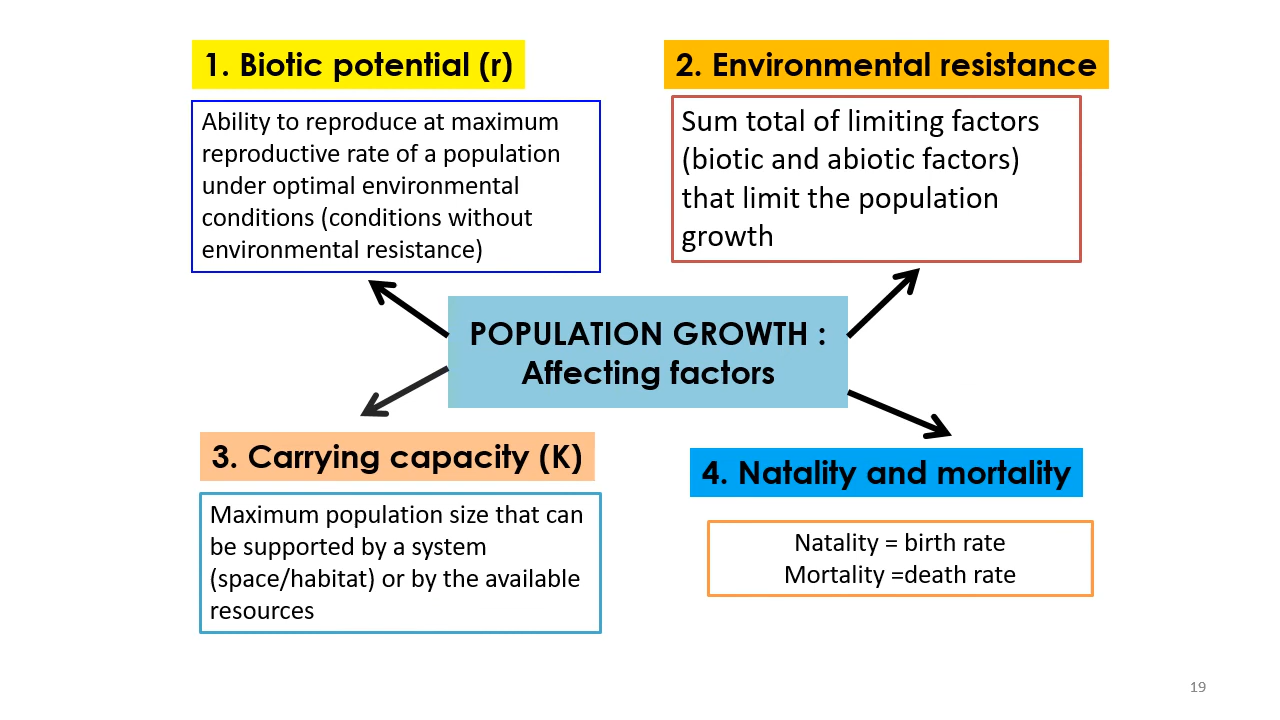 1. Biotic potential (r)
Ability to reproduce at maximum
reproductive rate of a population
under optimal environmental
conditions (conditions without
environmental resistance)
2. Environmental resistance
Sum total of limiting factors
(biotic and abiotic factors)
that limit the population
growth
POPULATION GROWTH :
Affecting factors
3. Carrying capacity (K)
Maximum population size that can
be supported by a system
(space/habitat) or by the available
resources
4. Natality and mortality
Natality = birth rate
Mortality =death rate
19